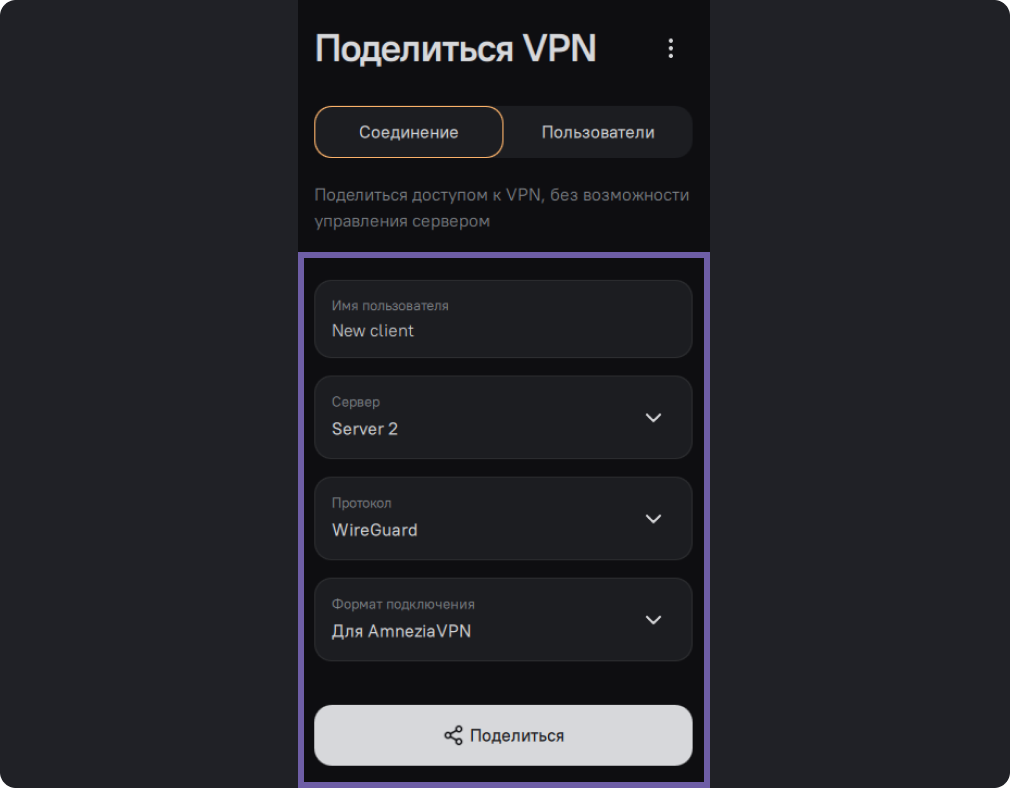 Поделиться VPN
Соединение
Пользователи
Поделиться доступом к VPN, без возможности
управления сервером
Имя пользователя
New client
Сервер
Server 2
Протокол
WireGuard
Формат подключения
Для AmneziaVPN
Поделиться